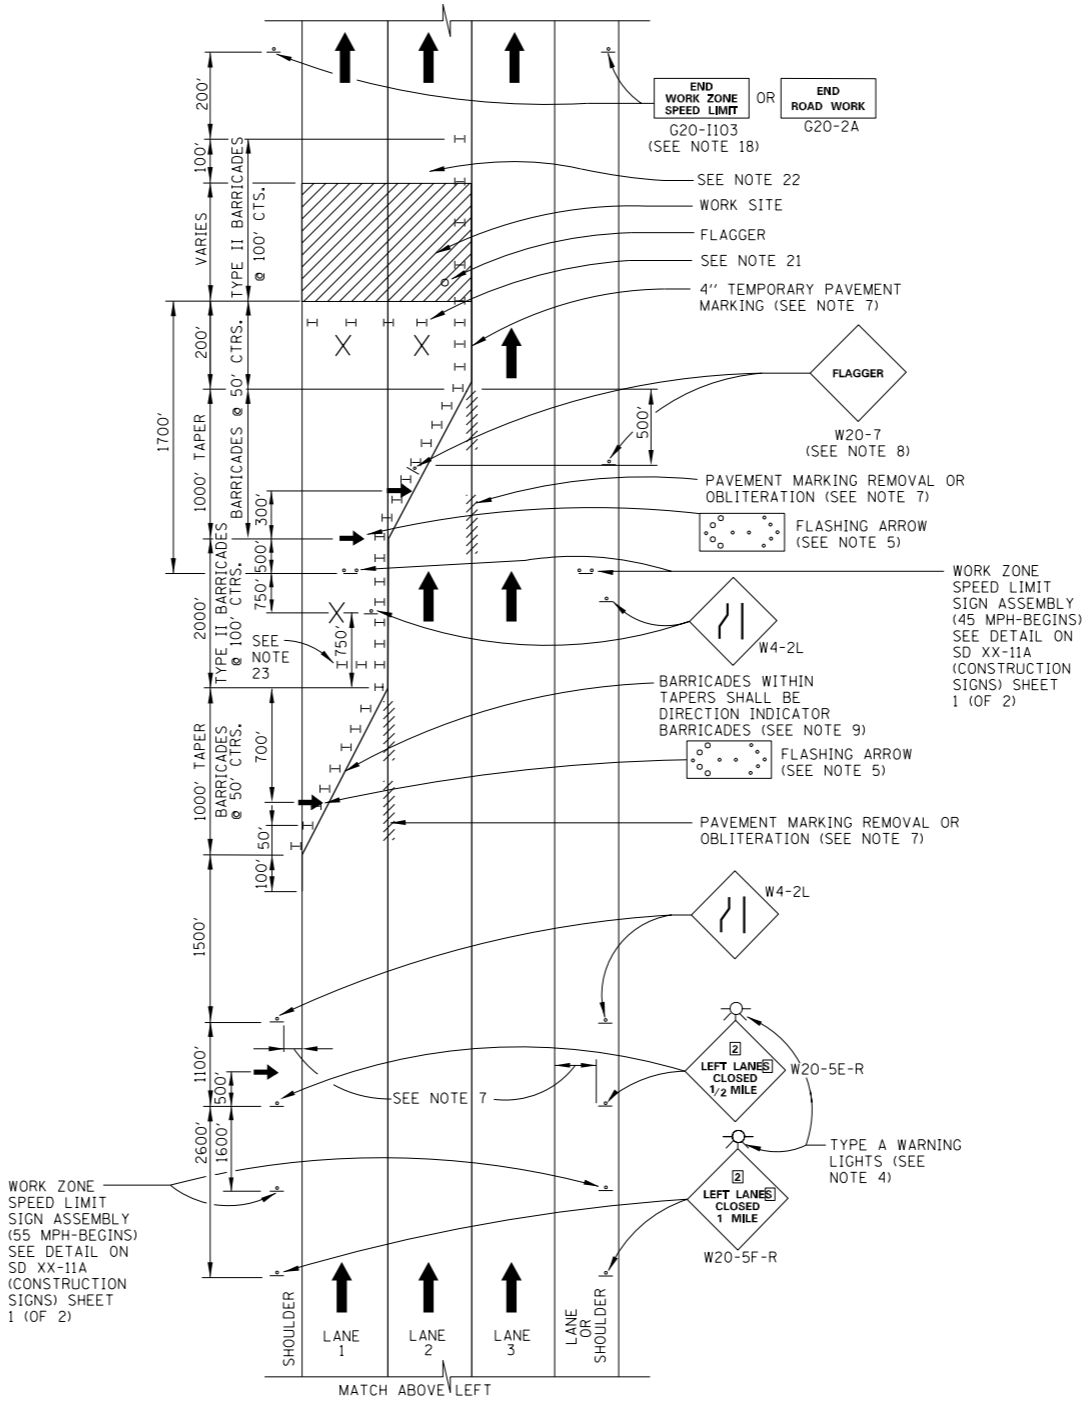 200'
END
WORK ZONE
SPEED LIMIT
OR
END
ROAD WORK
G20-I103
(SEE NOTE 18)
G20-2A
100'
TYPE II BARRICADES
@ 100' CTS.
VARIES
SEE NOTE 22
WORK SITE
FLAGGER
SEE NOTE 21
4'' TEMPORARY PAVEMENT
MARKING (SEE NOTE 7)
X
X
200'
1700'
1000' TAPER
BARRICADES @ 50' CTRS.
FLAGGER
W20-7
(SEE NOTE 8)
500'
300'
PAVEMENT MARKING REMOVAL OR
OBLITERATION (SEE NOTE 7)
FLASHING ARROW
(SEE NOTE 5)
500'
750'
2000'
TYPE II BARRICADES
@ 100' CTRS.
WORK ZONE
SPEED LIMIT
SIGN ASSEMBLY
(45 MPH-BEGINS)
SEE DETAIL ON
SD XX-11A
(CONSTRUCTION
SIGNS) SHEET
1 (OF 2)
X
W4-2L
SEE
NOTE
23
750'
BARRICADES WITHIN
TAPERS SHALL BE
DIRECTION INDICATOR
BARRICADES (SEE NOTE 9)
1000' TAPER
BARRICADES
@ 50' CTRS.
700'
FLASHING ARROW
(SEE NOTE 5)
PAVEMENT MARKING REMOVAL OR
OBLITERATION (SEE NOTE 7)
50'
100'
W4-2L
1500'
1100'
500'
2
LEFT LANES
CLOSED
1/2 MILE
W20-5E-R
SEE NOTE 7
2600'
1600'
TYPE A WARNING
LIGHTS (SEE
NOTE 4)
2
LEFT LANES
CLOSED
1 MILE
W20-5F-R
WORK ZONE
SPEED LIMIT
SIGN ASSEMBLY
(55 MPH-BEGINS)
SEE DETAIL ON
SD XX-11A
(CONSTRUCTION
SIGNS) SHEET
1 (OF 2)
SHOULDER
LANE
1
LANE
2
LANE
3
LANE
OR
SHOULDER
MATCH ABOVE LEFT